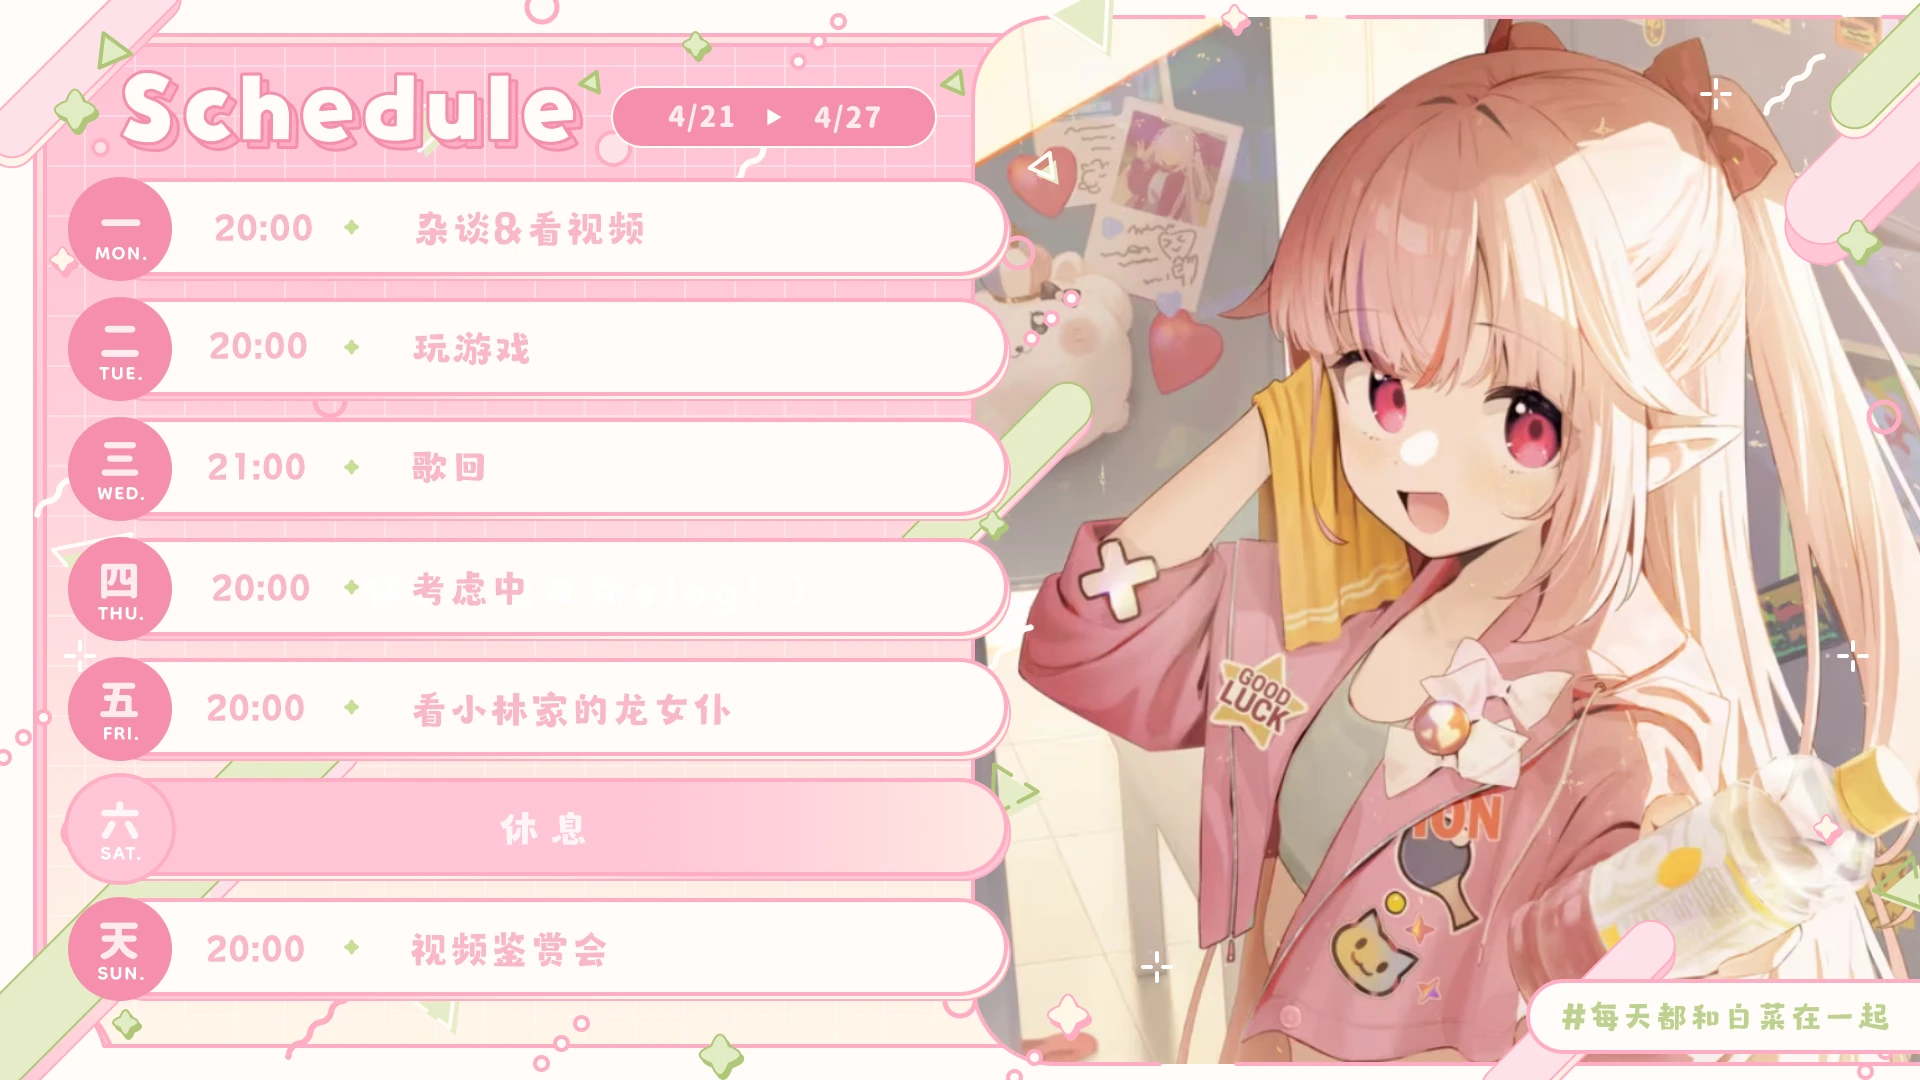 Schedule
4/21 ▶ 4/27
一 MON. 20:00 杂谈&看视频
二 TUE. 20:00 玩游戏
三 WED. 21:00 歌回
四 THU. 20:00 考虑中
五 FRI. 20:00 看小林家的龙女仆
六 SAT. 休息
天 SUN. 20:00 视频鉴赏会
GOOD
LUCK
ION
#每天都和白菜在一起